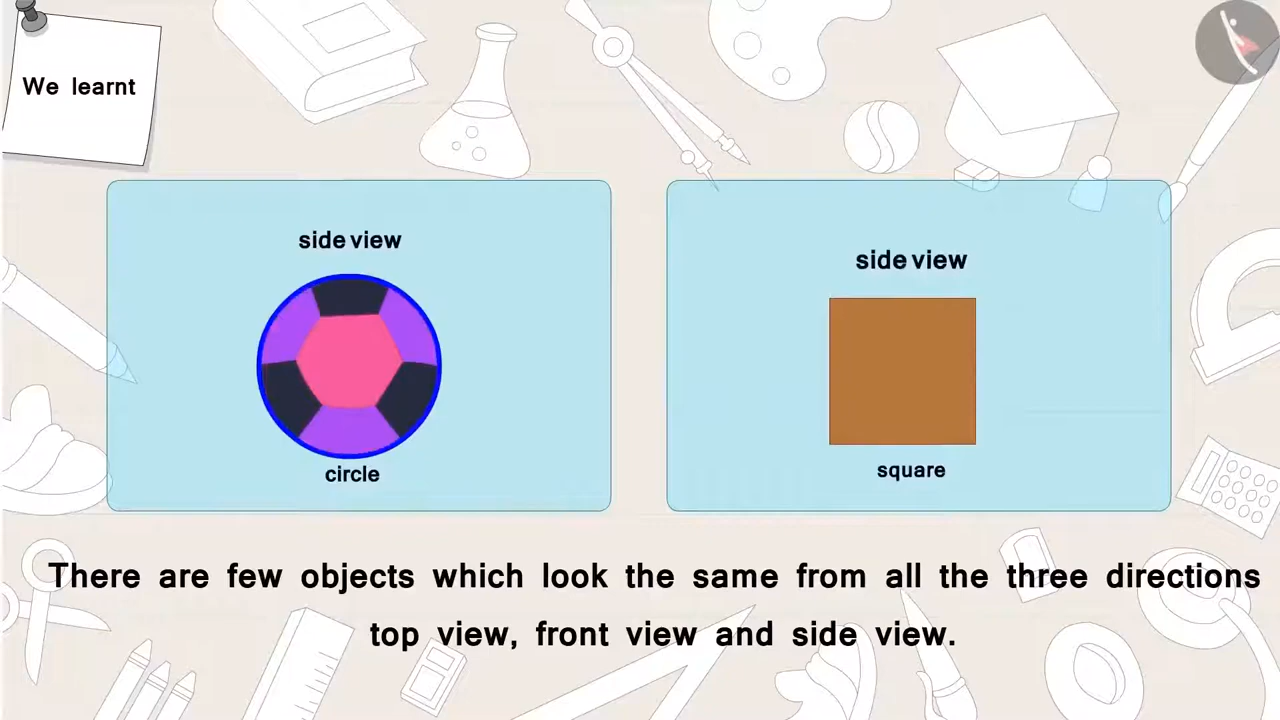 We learnt
side view
circle
side view
square
There are few objects which look the same from all the three directions
top view, front view and side view.